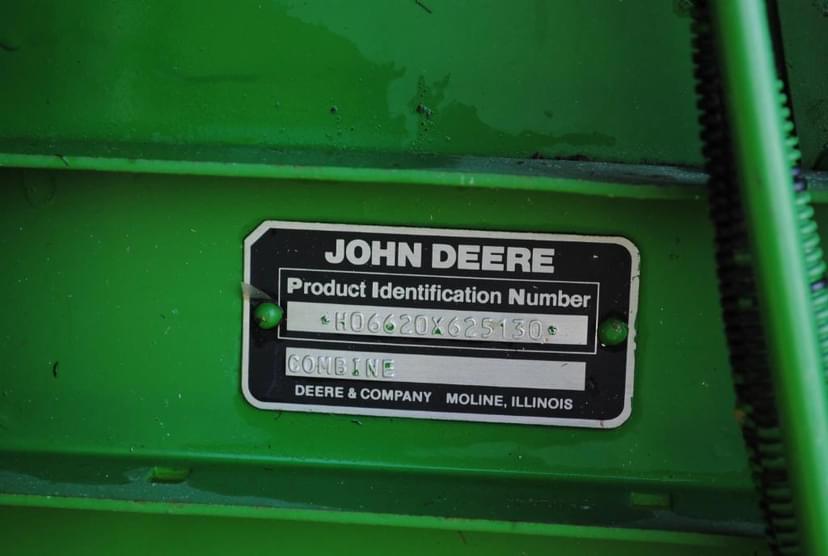 JOHN DEERE
Product Identification Number
*H06620X625130*
COMBINE
DEERE & COMPANY MOLINE, ILLINOIS